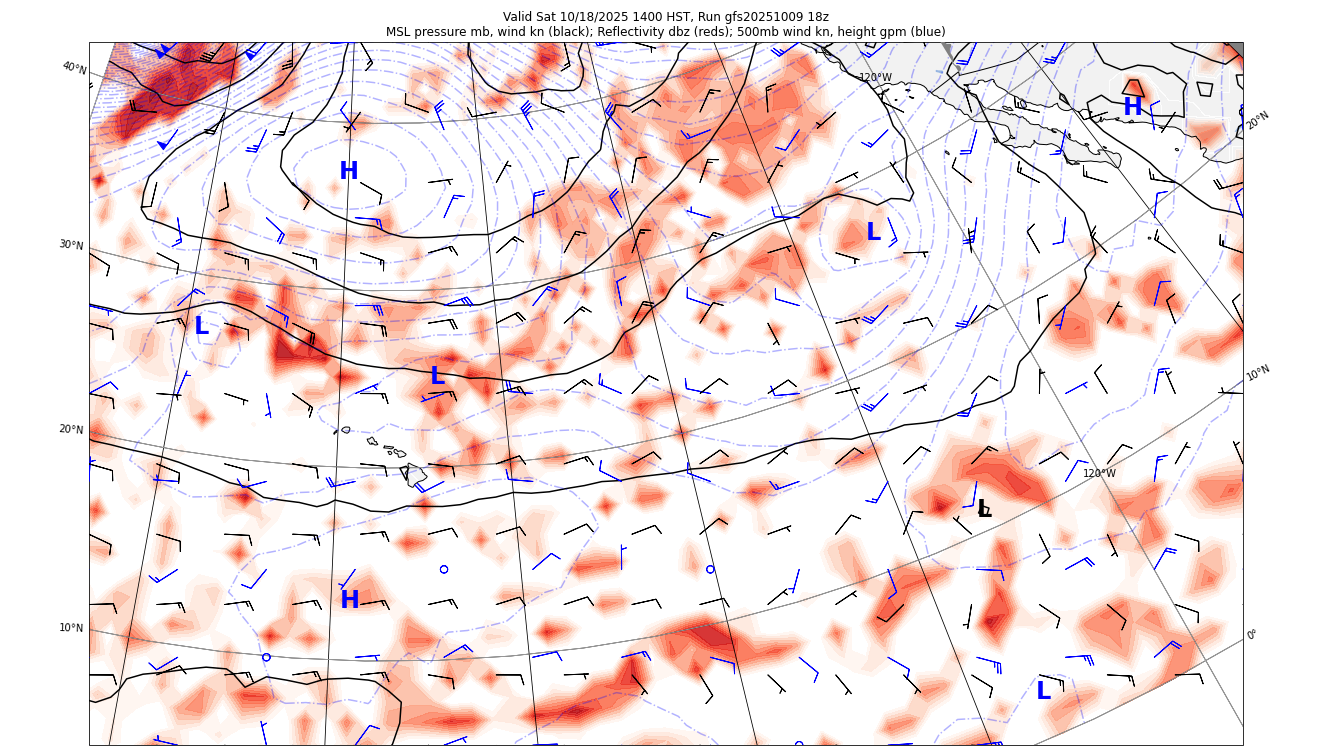 Valid Sat 10/18/2025 1400 HST, Run gfs20251009 18z
MSL pressure mb, wind kn (black); Reflectivity dbz (reds); 500mb wind kn, height gpm (blue)
40°N
120°W
H
20°N
H
L
30°N
L
L
10°N
20°N
120°W
L
H
10°N
0°
L